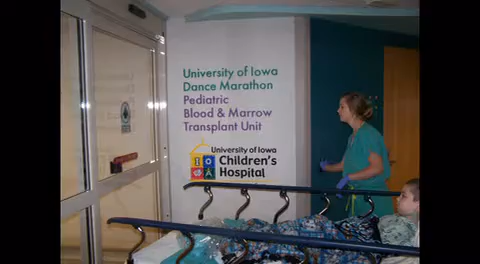 University of Iowa
Dance Marathon
Pediatric
Blood & Marrow
Transplant Unit
University of Iowa
Children's
Hospital